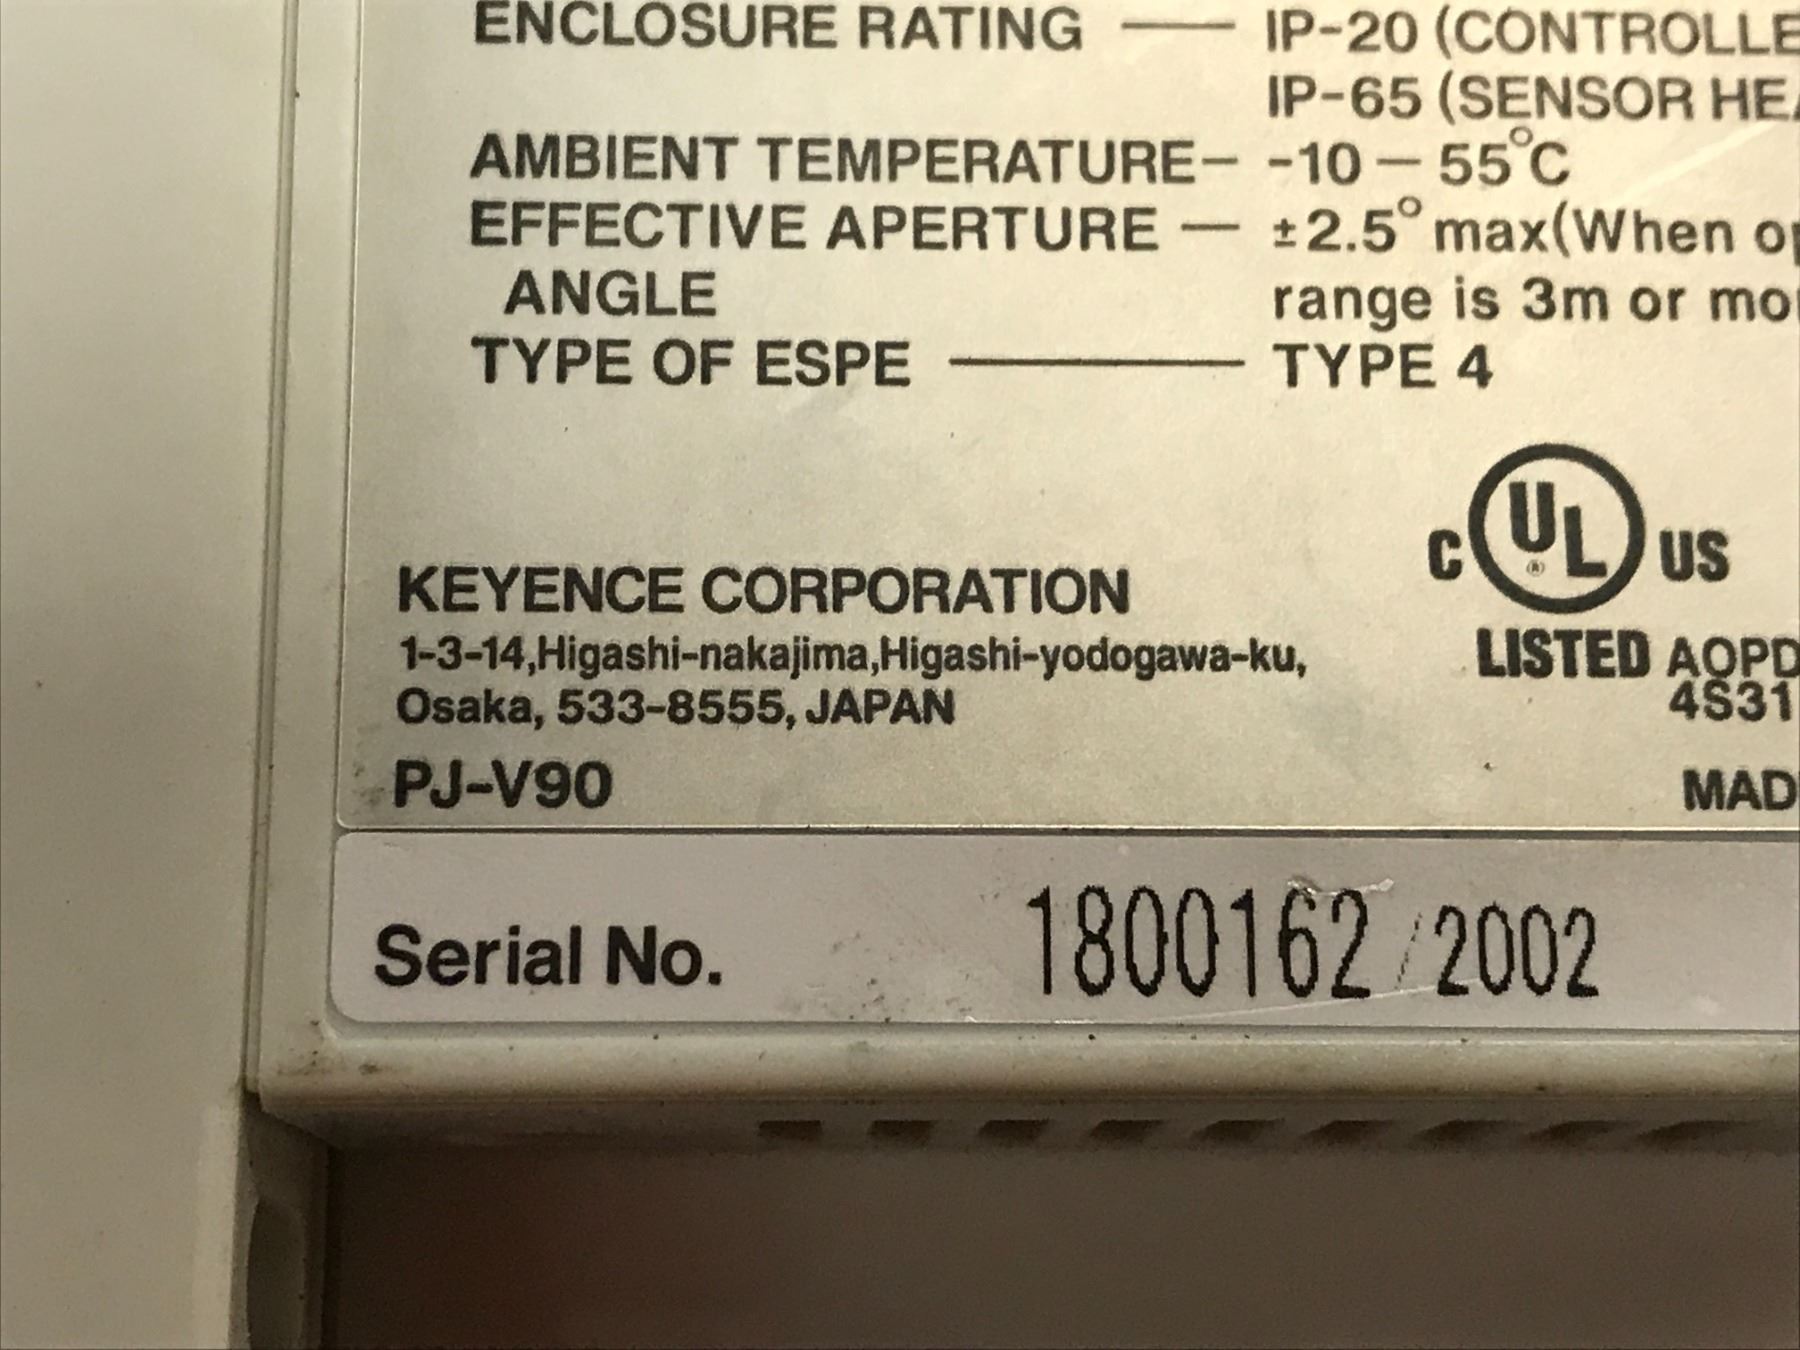 ENCLOSURE RATING — IP-20 (CONTROLLE
IP-65 (SENSOR HEA
AMBIENT TEMPERATURE– -10 — 55°C
EFFECTIVE APERTURE — ±2.5° max(When op
ANGLE range is 3m or mo
TYPE OF ESPE —— TYPE 4
C UL® US
LISTED AOPD
4S31
KEYENCE CORPORATION
1-3-14,Higashi-nakajima,Higashi-yodogawa-ku,
Osaka, 533-8555, JAPAN
PJ-V90
MAD
Serial No. 1800162/2002